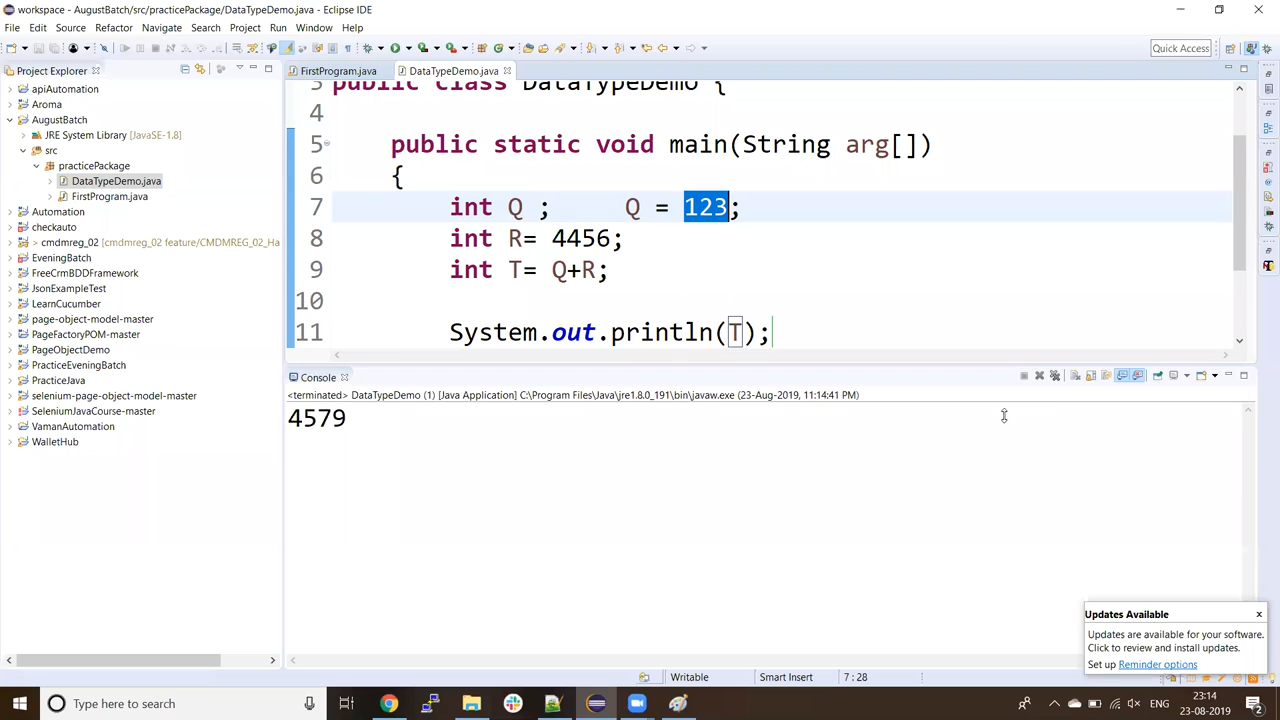 workspace - AugustBatch/src/practicePackage/DataTypeDemo.java - Eclipse IDE
File Edit Source Refactor Navigate Search Project Run Window Help
Quick Access
Project Explorer
FirstProgram.java
DataTypeDemo.java
apiAutomation
Aroma
AugustBatch
JRE System Library [JavaSE-1.8]
src
practicePackage
DataTypeDemo.java
FirstProgram.java
Automation
checkauto
> cmdmreg_02 [cmdmreg_02 feature/CMDMREG_02_Ha
EveningBatch
FreeCrmBDDFramework
JsonExampleTest
LearnCucumber
page-object-model-master
PageFactoryPOM-master
PageObjectDemo
PracticeEveningBatch
PracticeJava
selenium-page-object-model-master
SeleniumJavaCourse-master
VamanAutomation
WalletHub
3 public class DataTypeDemo {
4
5 public static void main(String arg[])
6 {
7 int Q ; Q = 123;
8 int R= 4456;
9 int T= Q+R;
10
11 System.out.println(T);
Console
<terminated> DataTypeDemo (1) [Java Application] C:\Program Files\Java\jre1.8.0_191\bin\javaw.exe (23-Aug-2019, 11:14:41 PM)
4579
Updates Available
Updates are available for your software.
Click to review and install updates.
Set up Reminder options
Writable
Smart Insert
7 : 28
Type here to search
ENG
23:14
23-08-2019
2